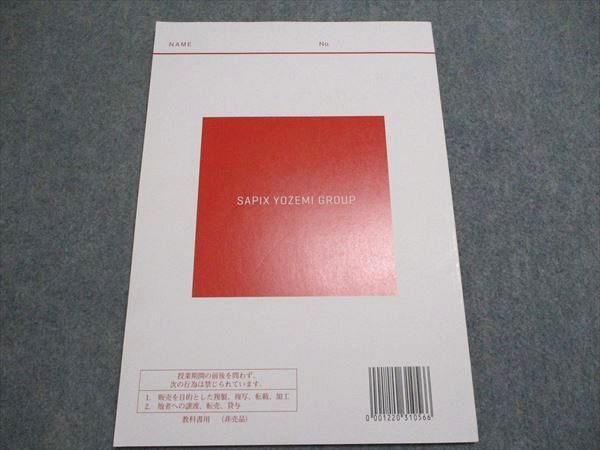 NAME No.
SAPIX YOZEMI GROUP
授業期間の前後を問わず、
次の行為は禁じられています。
1. 販売を目的とした複製、複写、転載、加工
2. 他者への譲渡、転売、貸与
教科書用 （非売品）
0 001220 310566